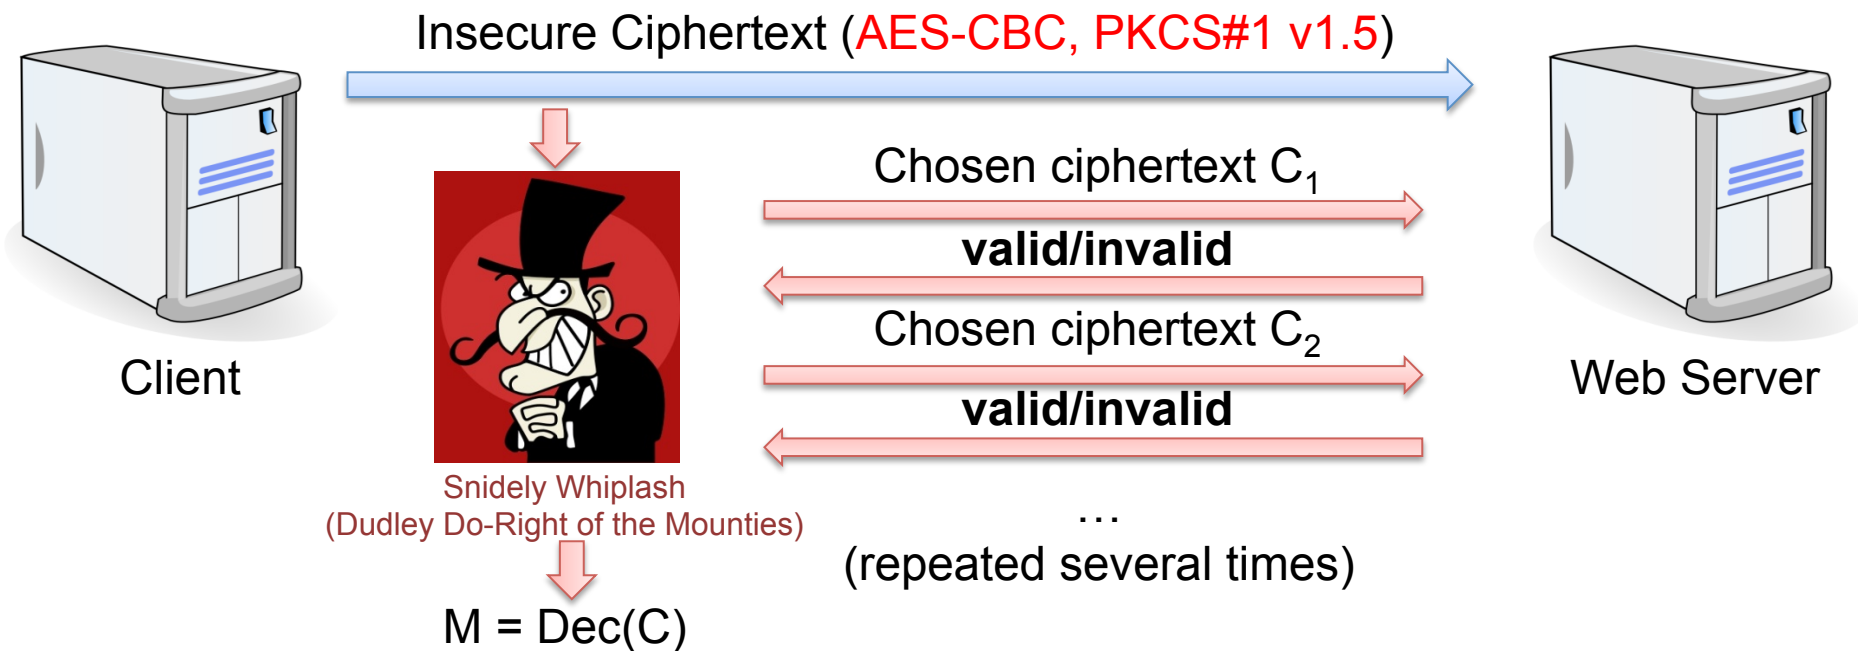 Insecure Ciphertext (AES-CBC, PKCS#1 v1.5)
Chosen ciphertext C₁
valid/invalid
Chosen ciphertext C₂
valid/invalid
…
(repeated several times)
Client
Web Server
Snidely Whiplash
(Dudley Do-Right of the Mounties)
M = Dec(C)